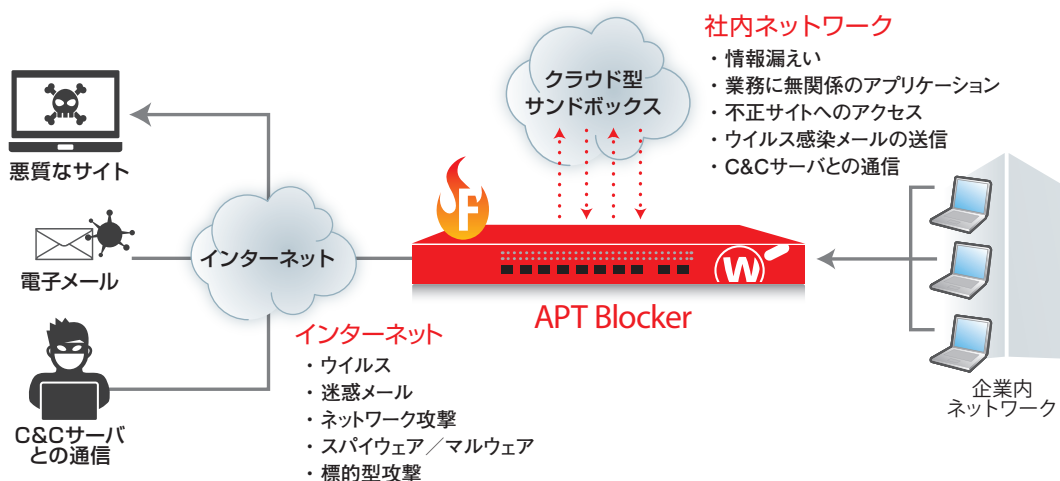 クラウド型
サンドボックス
社内ネットワーク
・情報漏えい
・業務に無関係のアプリケーション
・不正サイトへのアクセス
・ウイルス感染メールの送信
・C&Cサーバとの通信
悪質なサイト
電子メール
C&Cサーバ
との通信
インターネット
F
W
APT Blocker
インターネット
・ウイルス
・迷惑メール
・ネットワーク攻撃
・スパイウェア／マルウェア
・標的型攻撃
企業内
ネットワーク